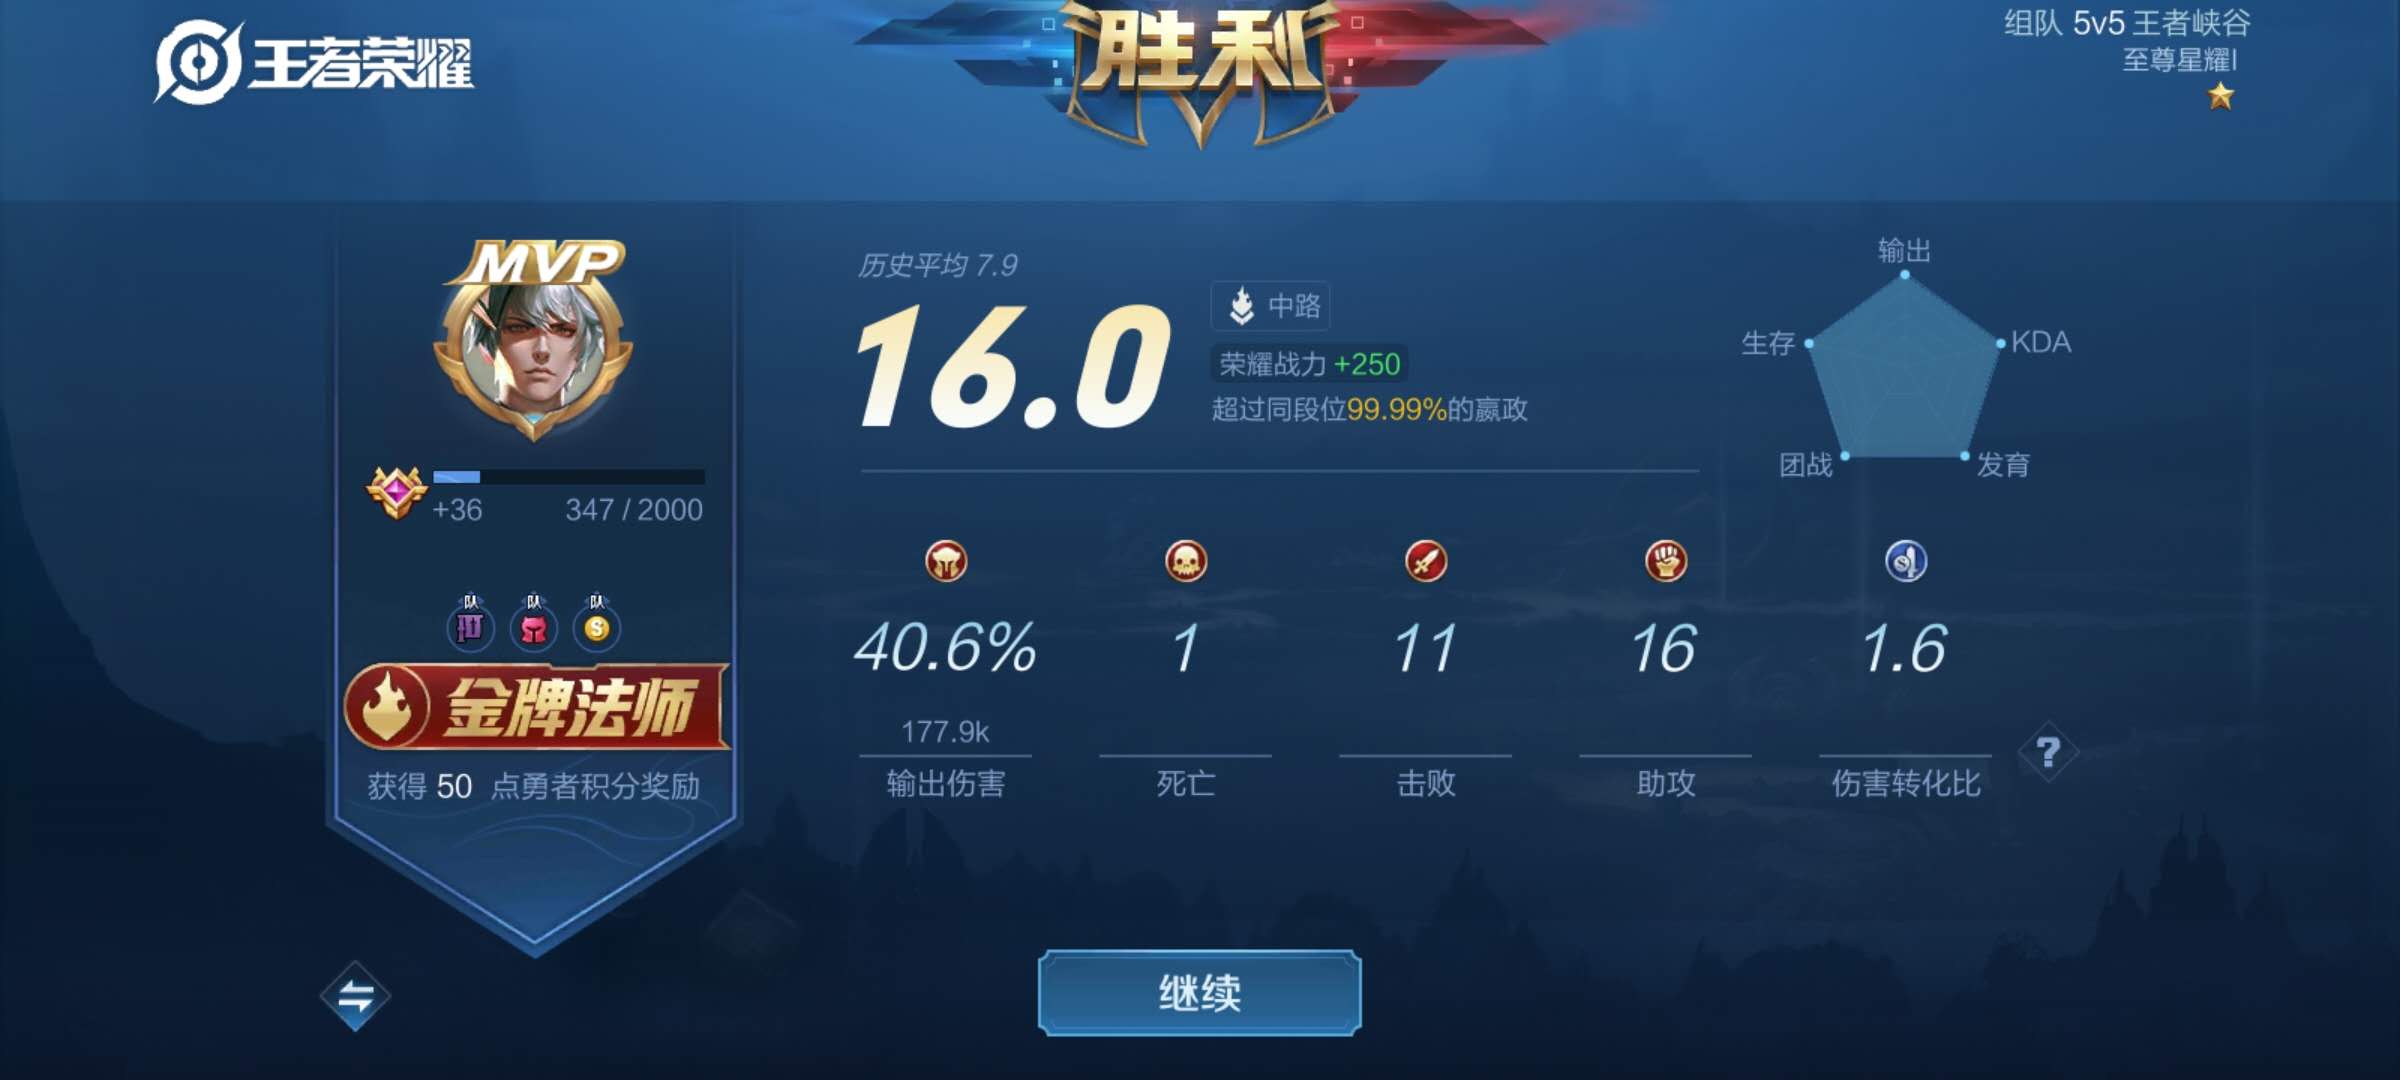 王者荣耀
胜利
组队 5v5 王者峡谷
至尊星耀I
MVP
+36
347 / 2000
队 队 队
金牌法师
获得 50 点勇者积分奖励
历史平均 7.9
16.0
中路
荣耀战力 +250
超过同段位99.99%的嬴政
输出
生存
KDA
团战
发育
40.6%
1
11
16
1.6
177.9k
输出伤害
死亡
击败
助攻
伤害转化比
?
继续